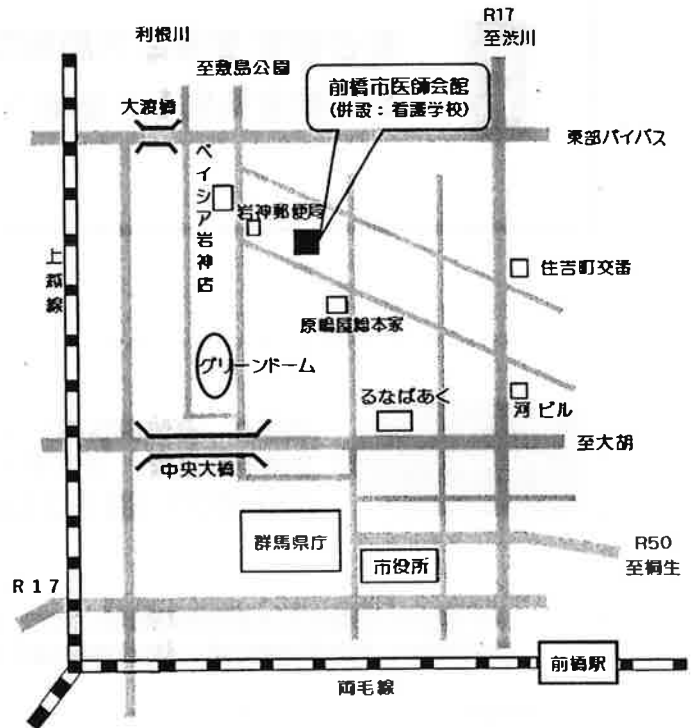 R17
至渋川
利根川
至敷島公園
前橋市医師会館
(併設：看護学校)
大渡橋
東部バイパス
ベイシア岩神店
岩神郵便局
上越線
住吉町交番
原嶋屋総本家
グリーンドーム
るなぱあく
河 ビル
至大胡
中央大橋
群馬県庁
市役所
R50
至桐生
R 17
前橋駅
両毛線